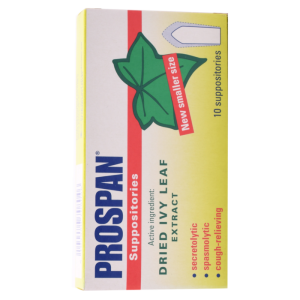 PROSPAN®
Suppositories
Active ingredient:
DRIED IVY LEAF
EXTRACT
New smaller size
10 suppositories
• secretolytic
• spasmolytic
• cough-relieving